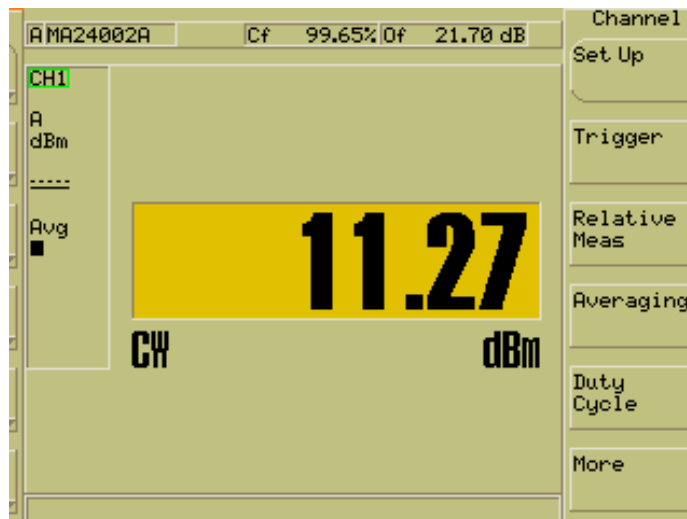 A MA24002A Cf 99.65% Of 21.70 dB
CH1
A
dBm
-----
Avg
11.27
CW dBm
Channel
Set Up
Trigger
Relative
Meas
Averaging
Duty
Cycle
More